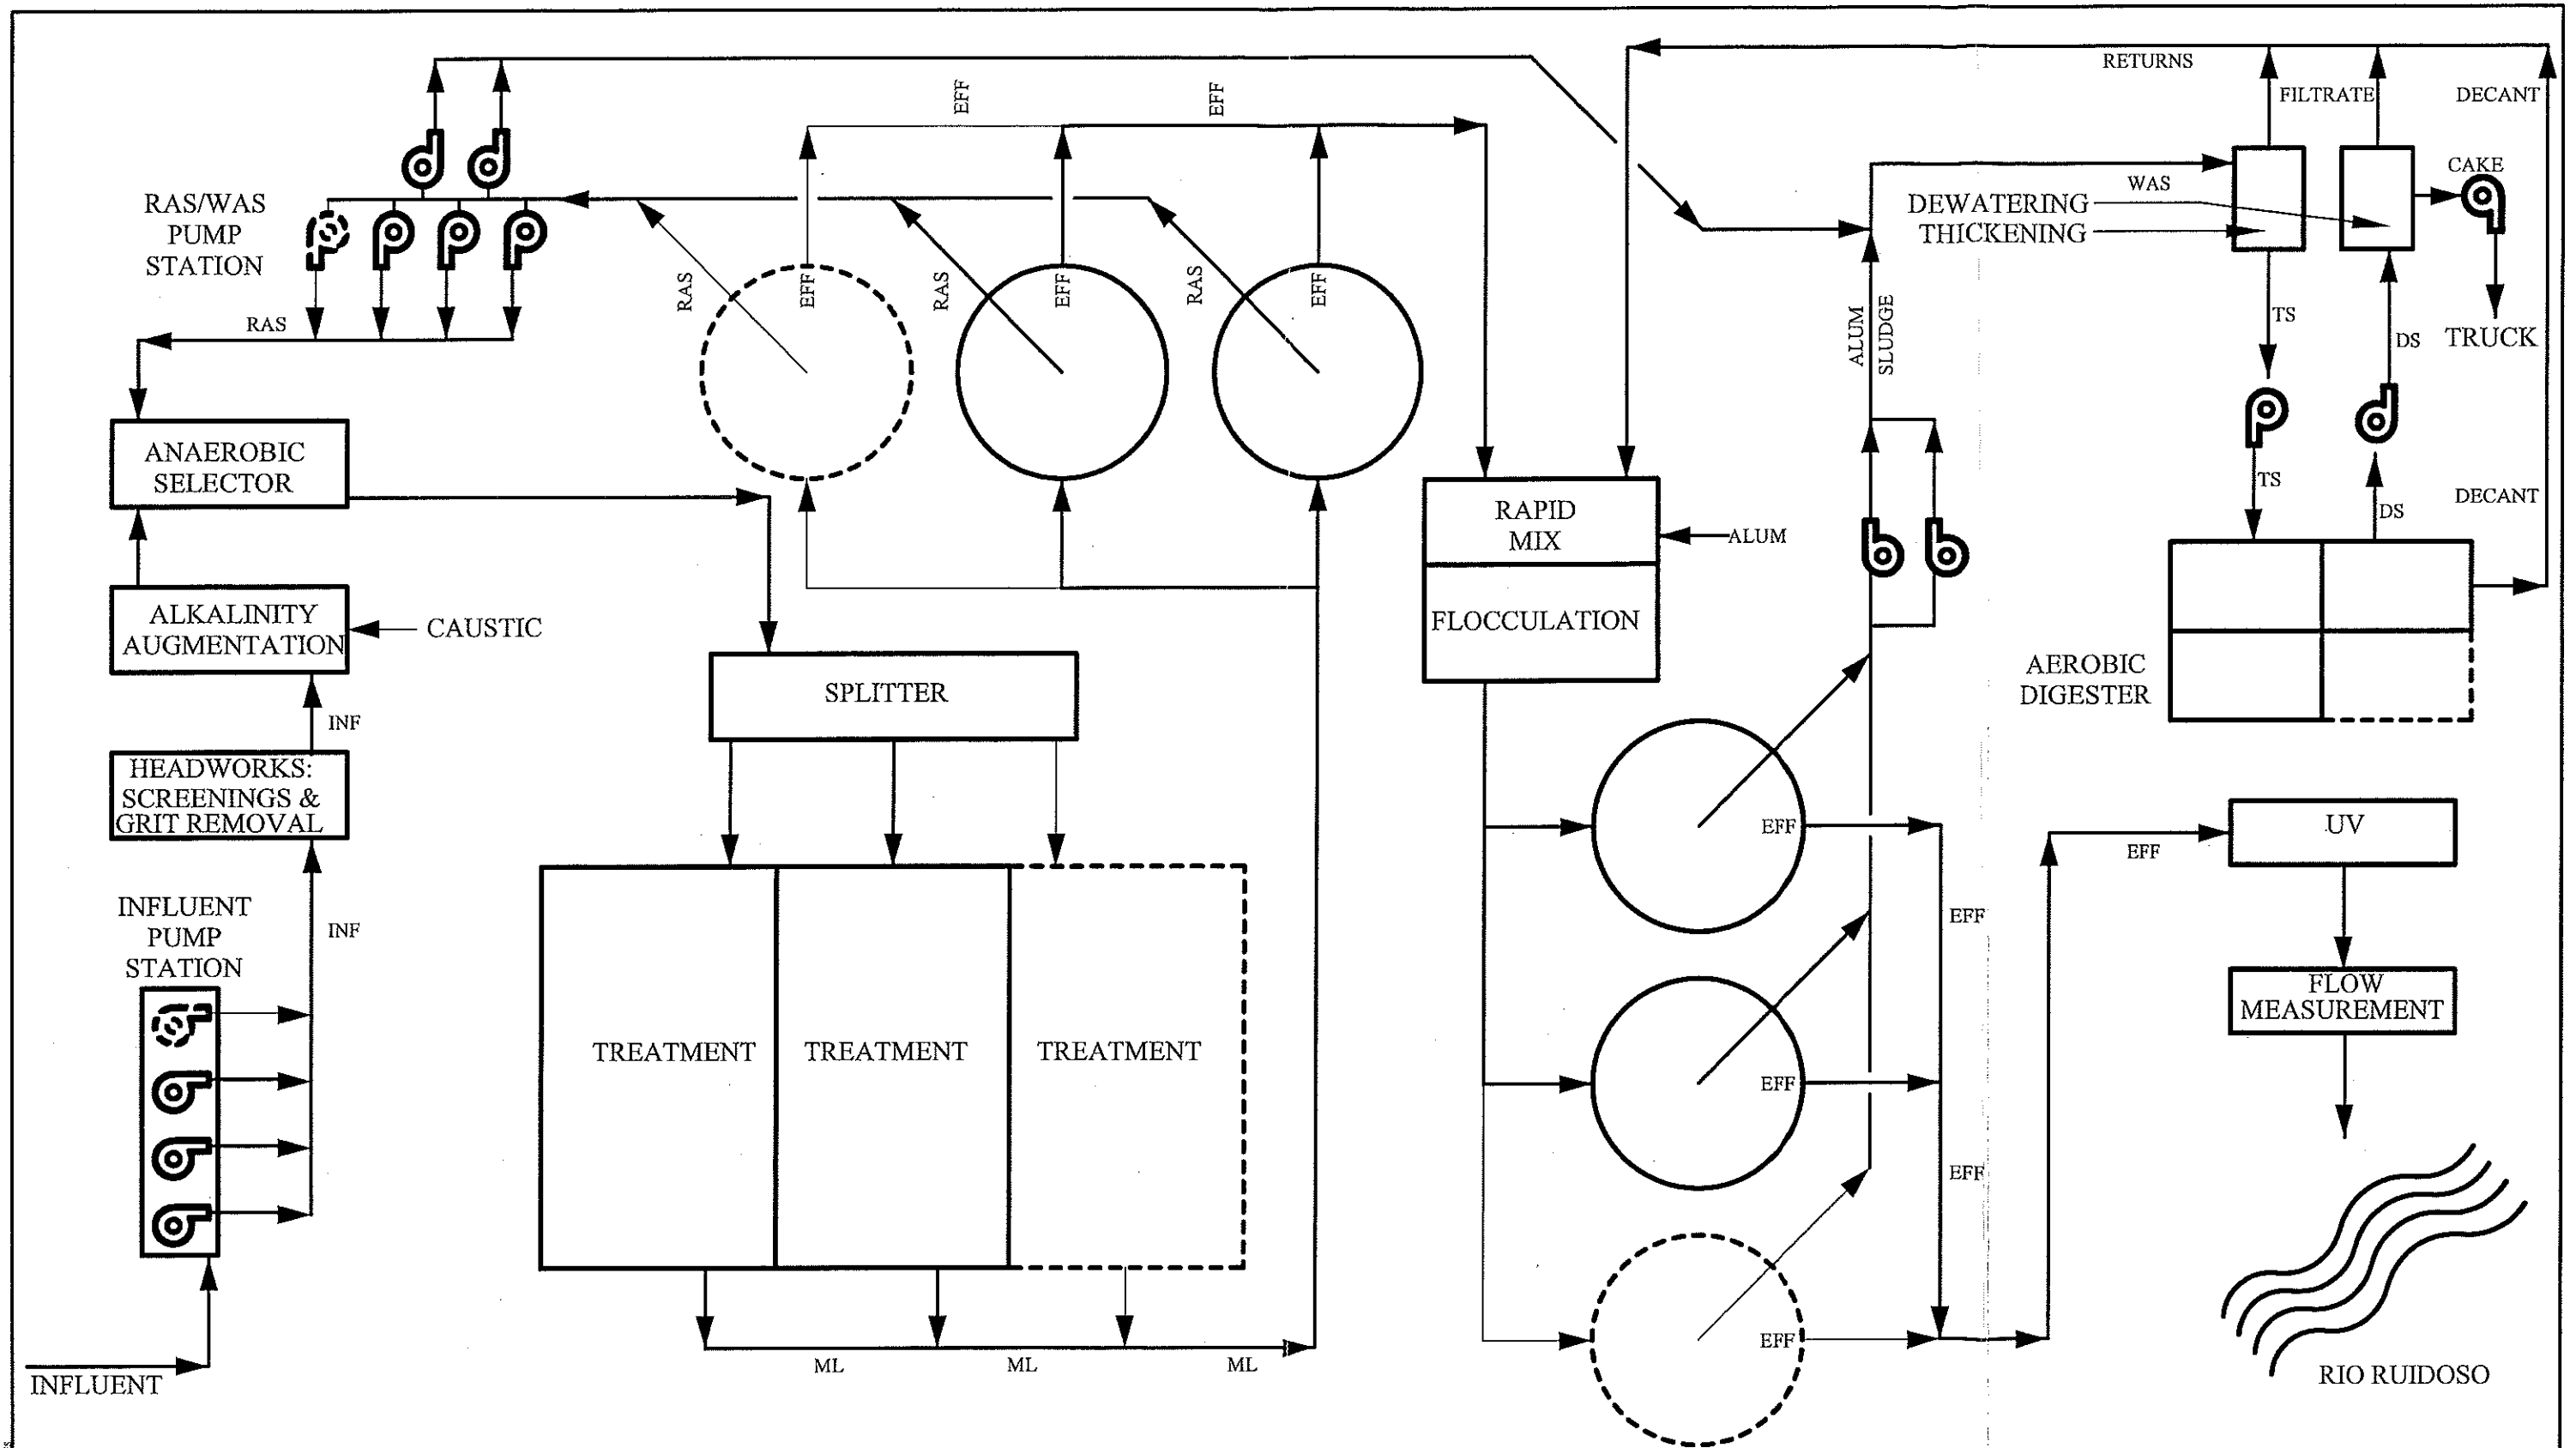 RETURNS
FILTRATE
DECANT
EFF
EFF
CAKE
WAS
RAS/WAS
PUMP
STATION
DEWATERING
THICKENING
RAS
EFF
RAS
EFF
RAS
EFF
RAS
ALUM
SLUDGE
TS
DS
TRUCK
ANAEROBIC
SELECTOR
TS
DS
DECANT
RAPID
MIX
ALUM
FLOCCULATION
ALKALINITY
AUGMENTATION
CAUSTIC
SPLITTER
AEROBIC
DIGESTER
INF
HEADWORKS:
SCREENINGS &
GRIT REMOVAL
EFF
UV
EFF
INFLUENT
PUMP
STATION
INF
EFF
FLOW
MEASUREMENT
TREATMENT
TREATMENT
TREATMENT
EFF
EFF
EFF
ML
ML
ML
INFLUENT
RIO RUIDOSO